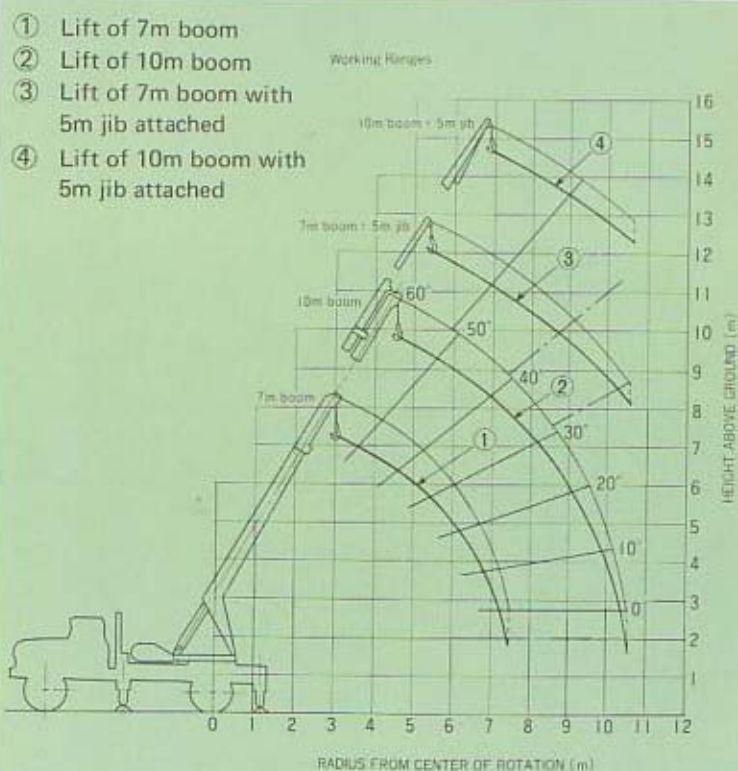 ① Lift of 7m boom
② Lift of 10m boom
③ Lift of 7m boom with
5m jib attached
④ Lift of 10m boom with
5m jib attached
Working Ranges
10m boom + 5m jib
④
7m boom + 5m jib
③
10m boom
60°
50°
40
②
7m boom
30°
①
20°
10°
0
16
15
14
13
12
11
10
9
8
7
6
5
4
3
2
1
HEIGHT ABOVE GROUND (m)
0 1 2 3 4 5 6 7 8 9 10 11 12
RADIUS FROM CENTER OF ROTATION (m)